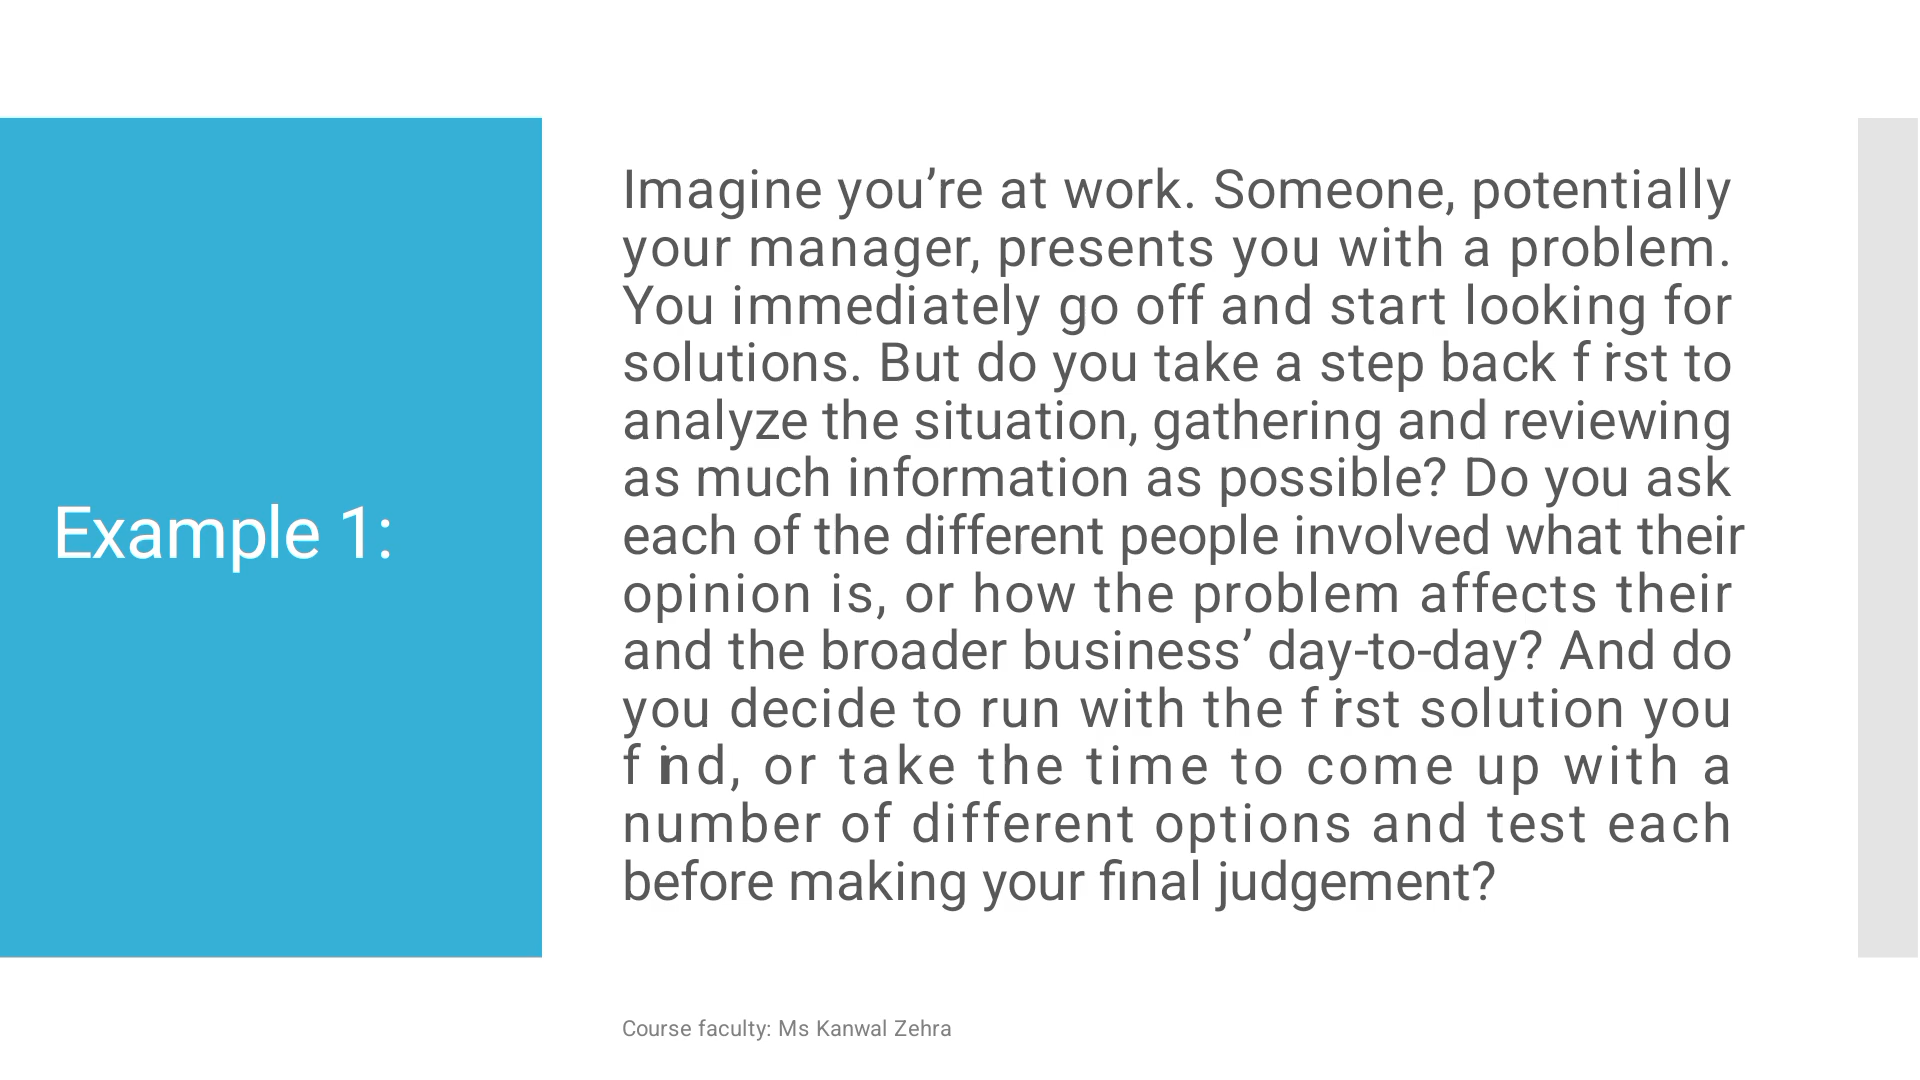 Example 1:
Imagine you’re at work. Someone, potentially
your manager, presents you with a problem.
You immediately go off and start looking for
solutions. But do you take a step back first to
analyze the situation, gathering and reviewing
as much information as possible? Do you ask
each of the different people involved what their
opinion is, or how the problem affects their
and the broader business’ day-to-day? And do
you decide to run with the first solution you
find, or take the time to come up with a
number of different options and test each
before making your final judgement?
Course faculty: Ms Kanwal Zehra